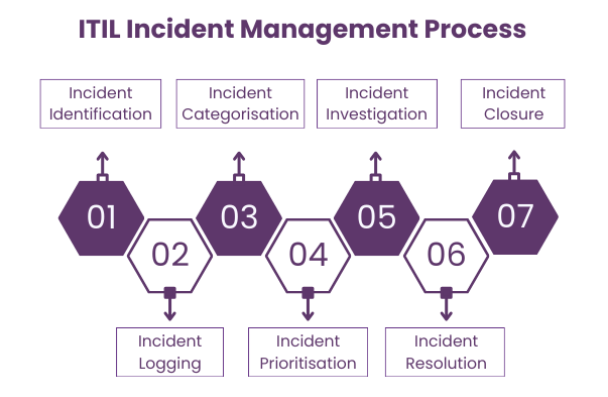 ITIL Incident Management Process
Incident
Identification
Incident
Categorisation
Incident
Investigation
Incident
Closure
01
02
03
04
05
06
07
Incident
Logging
Incident
Prioritisation
Incident
Resolution